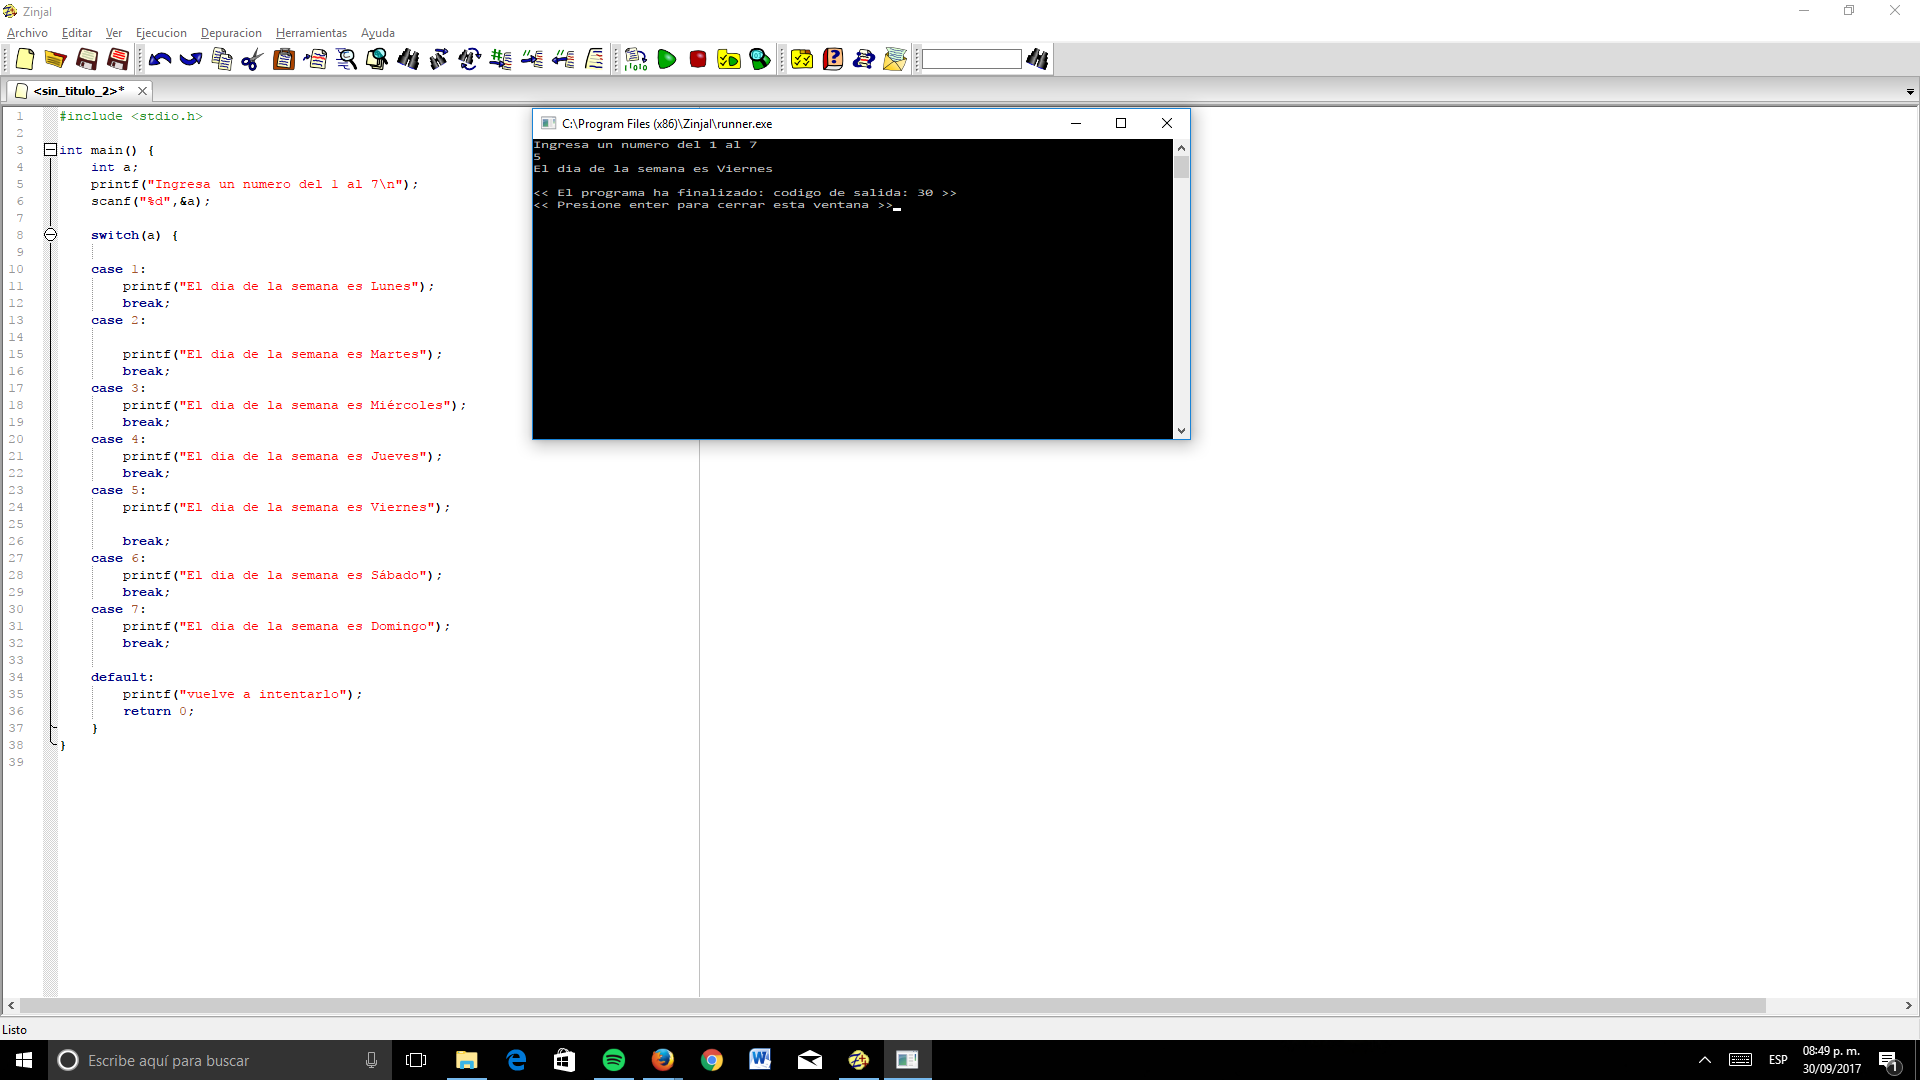 Zinjal
Archivo Editar Ver Ejecucion Depuracion Herramientas Ayuda
<sin_titulo_2>*
1 #include <stdio.h>
2
3 int main() {
4 int a;
5 printf("Ingresa un numero del 1 al 7\n");
6 scanf("%d",&a);
7
8 switch(a) {
9
10 case 1:
11 printf("El dia de la semana es Lunes");
12 break;
13 case 2:
14
15 printf("El dia de la semana es Martes");
16 break;
17 case 3:
18 printf("El dia de la semana es Miércoles");
19 break;
20 case 4:
21 printf("El dia de la semana es Jueves");
22 break;
23 case 5:
24 printf("El dia de la semana es Viernes");
25
26 break;
27 case 6:
28 printf("El dia de la semana es Sábado");
29 break;
30 case 7:
31 printf("El dia de la semana es Domingo");
32 break;
33
34 default:
35 printf("vuelve a intentarlo");
36 return 0;
37 }
38 }
39
C:\Program Files (x86)\Zinjal\runner.exe
Ingresa un numero del 1 al 7
5
El dia de la semana es Viernes
<< El programa ha finalizado: codigo de salida: 30 >>
<< Presione enter para cerrar esta ventana >>
Listo
Escribe aquí para buscar
ESP
08:49 p. m.
30/09/2017
1